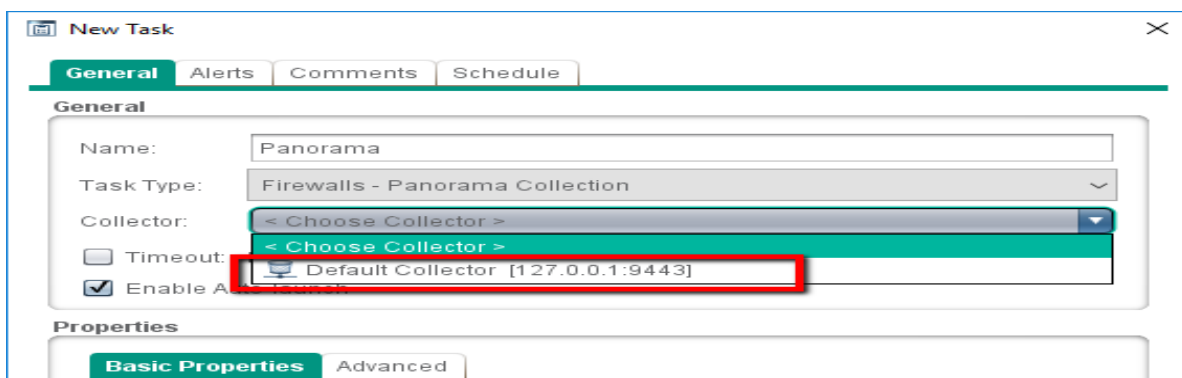 New Task
General Alerts Comments Schedule
General
Name: Panorama
Task Type: Firewalls - Panorama Collection
Collector: < Choose Collector >
< Choose Collector >
Timeout:
Default Collector [127.0.0.1:9443]
Enable Auto launch
Properties
Basic Properties Advanced